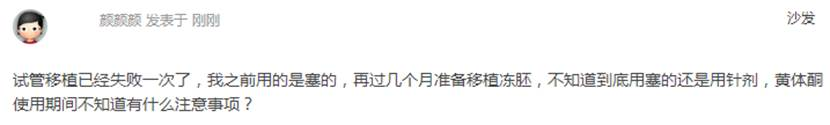 颜颜颜 发表于 刚刚
沙发
试管移植已经失败一次了，我之前用的是塞的，再过几个月准备移植冻胚，不知道到底用塞的还是用针剂，黄体酮
使用期间不知道有什么注意事项？